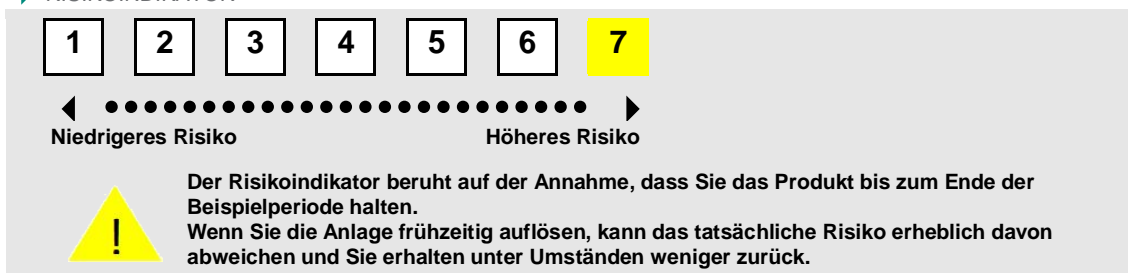 RISIKOINDIKATOR
1 2 3 4 5 6 7
Niedrigeres Risiko Höheres Risiko
Der Risikoindikator beruht auf der Annahme, dass Sie das Produkt bis zum Ende der
Beispielperiode halten.
Wenn Sie die Anlage frühzeitig auflösen, kann das tatsächliche Risiko erheblich davon
abweichen und Sie erhalten unter Umständen weniger zurück.